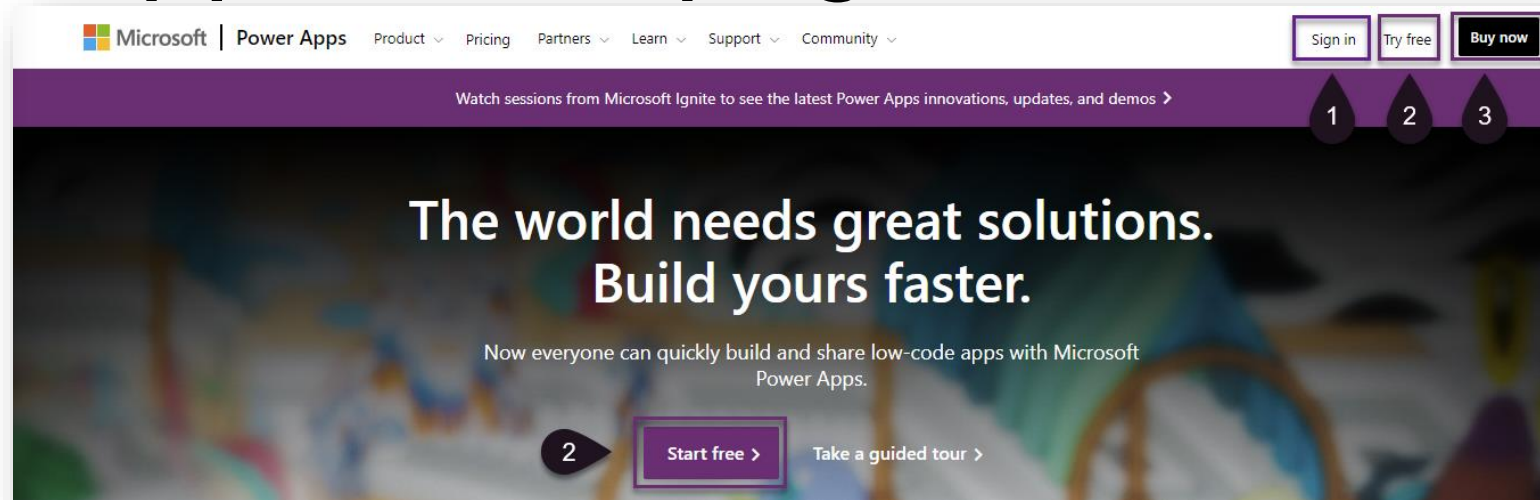 Microsoft | Power Apps Product Pricing Partners Learn Support Community Sign in Try free Buy now
Watch sessions from Microsoft Ignite to see the latest Power Apps innovations, updates, and demos >
1 2 3
The world needs great solutions.
Build yours faster.
Now everyone can quickly build and share low-code apps with Microsoft
Power Apps.
2 Start free > Take a guided tour >